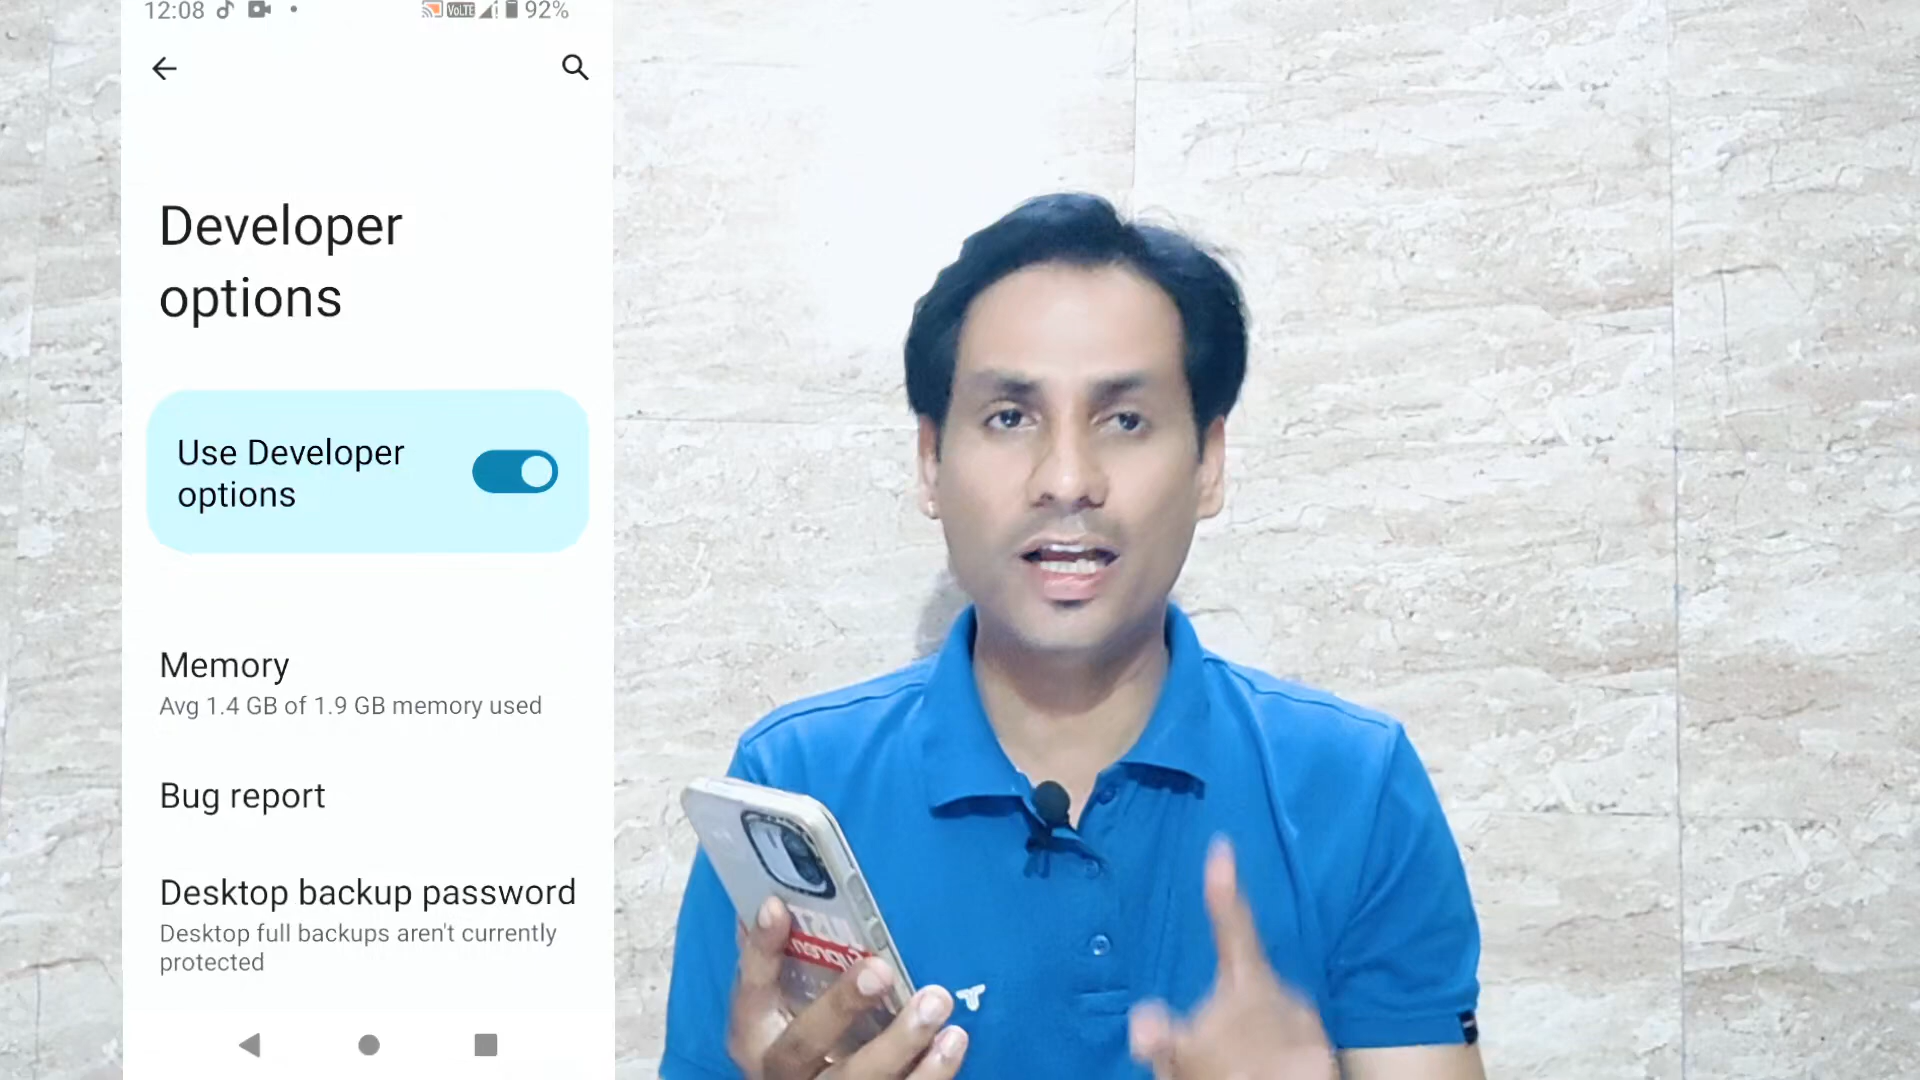 12:08
VoLTE
92%
Developer
options
Use Developer
options
Memory
Avg 1.4 GB of 1.9 GB memory used
Bug report
Desktop backup password
Desktop full backups aren't currently
protected